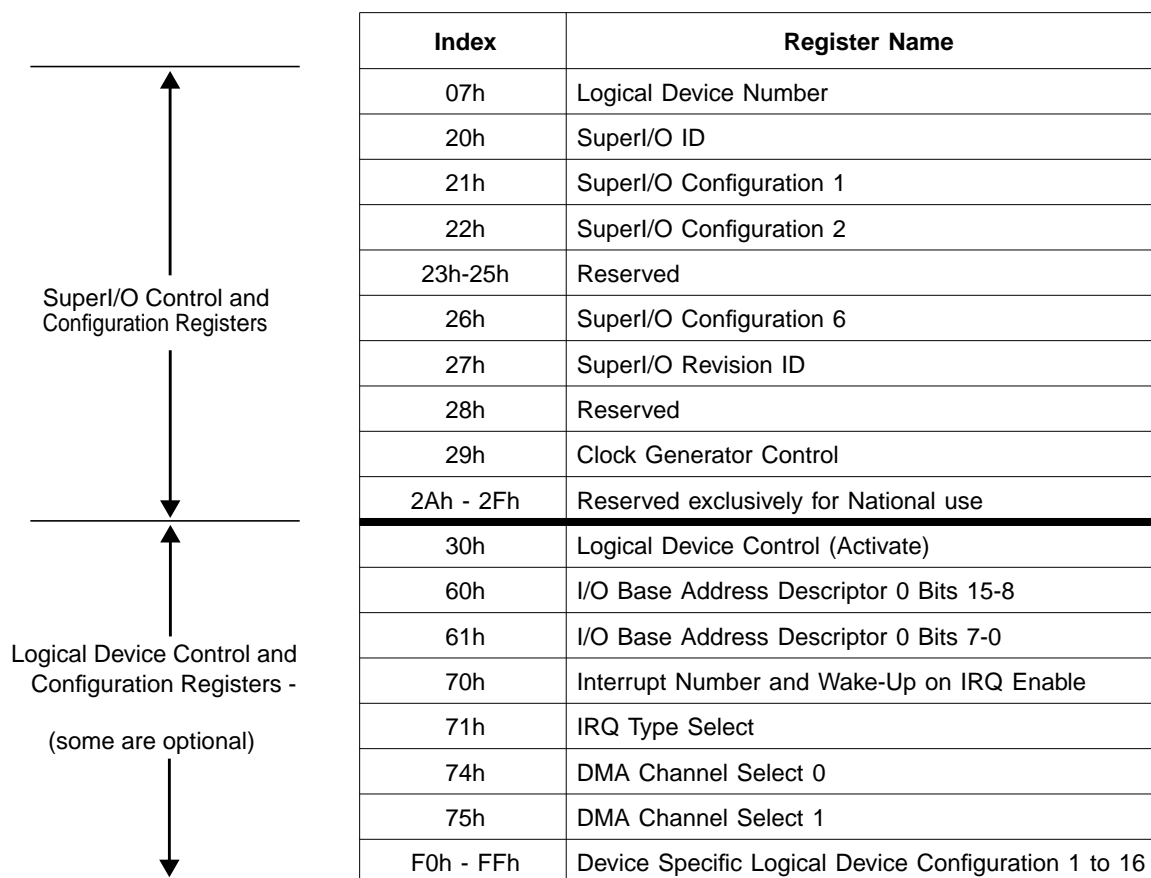 Index Register Name
07h Logical Device Number
20h SuperI/O ID
21h SuperI/O Configuration 1
22h SuperI/O Configuration 2
23h-25h Reserved
SuperI/O Control and
Configuration Registers
26h SuperI/O Configuration 6
27h SuperI/O Revision ID
28h Reserved
29h Clock Generator Control
2Ah - 2Fh Reserved exclusively for National use
30h Logical Device Control (Activate)
60h I/O Base Address Descriptor 0 Bits 15-8
61h I/O Base Address Descriptor 0 Bits 7-0
Logical Device Control and
Configuration Registers -
(some are optional)
70h Interrupt Number and Wake-Up on IRQ Enable
71h IRQ Type Select
74h DMA Channel Select 0
75h DMA Channel Select 1
F0h - FFh Device Specific Logical Device Configuration 1 to 16